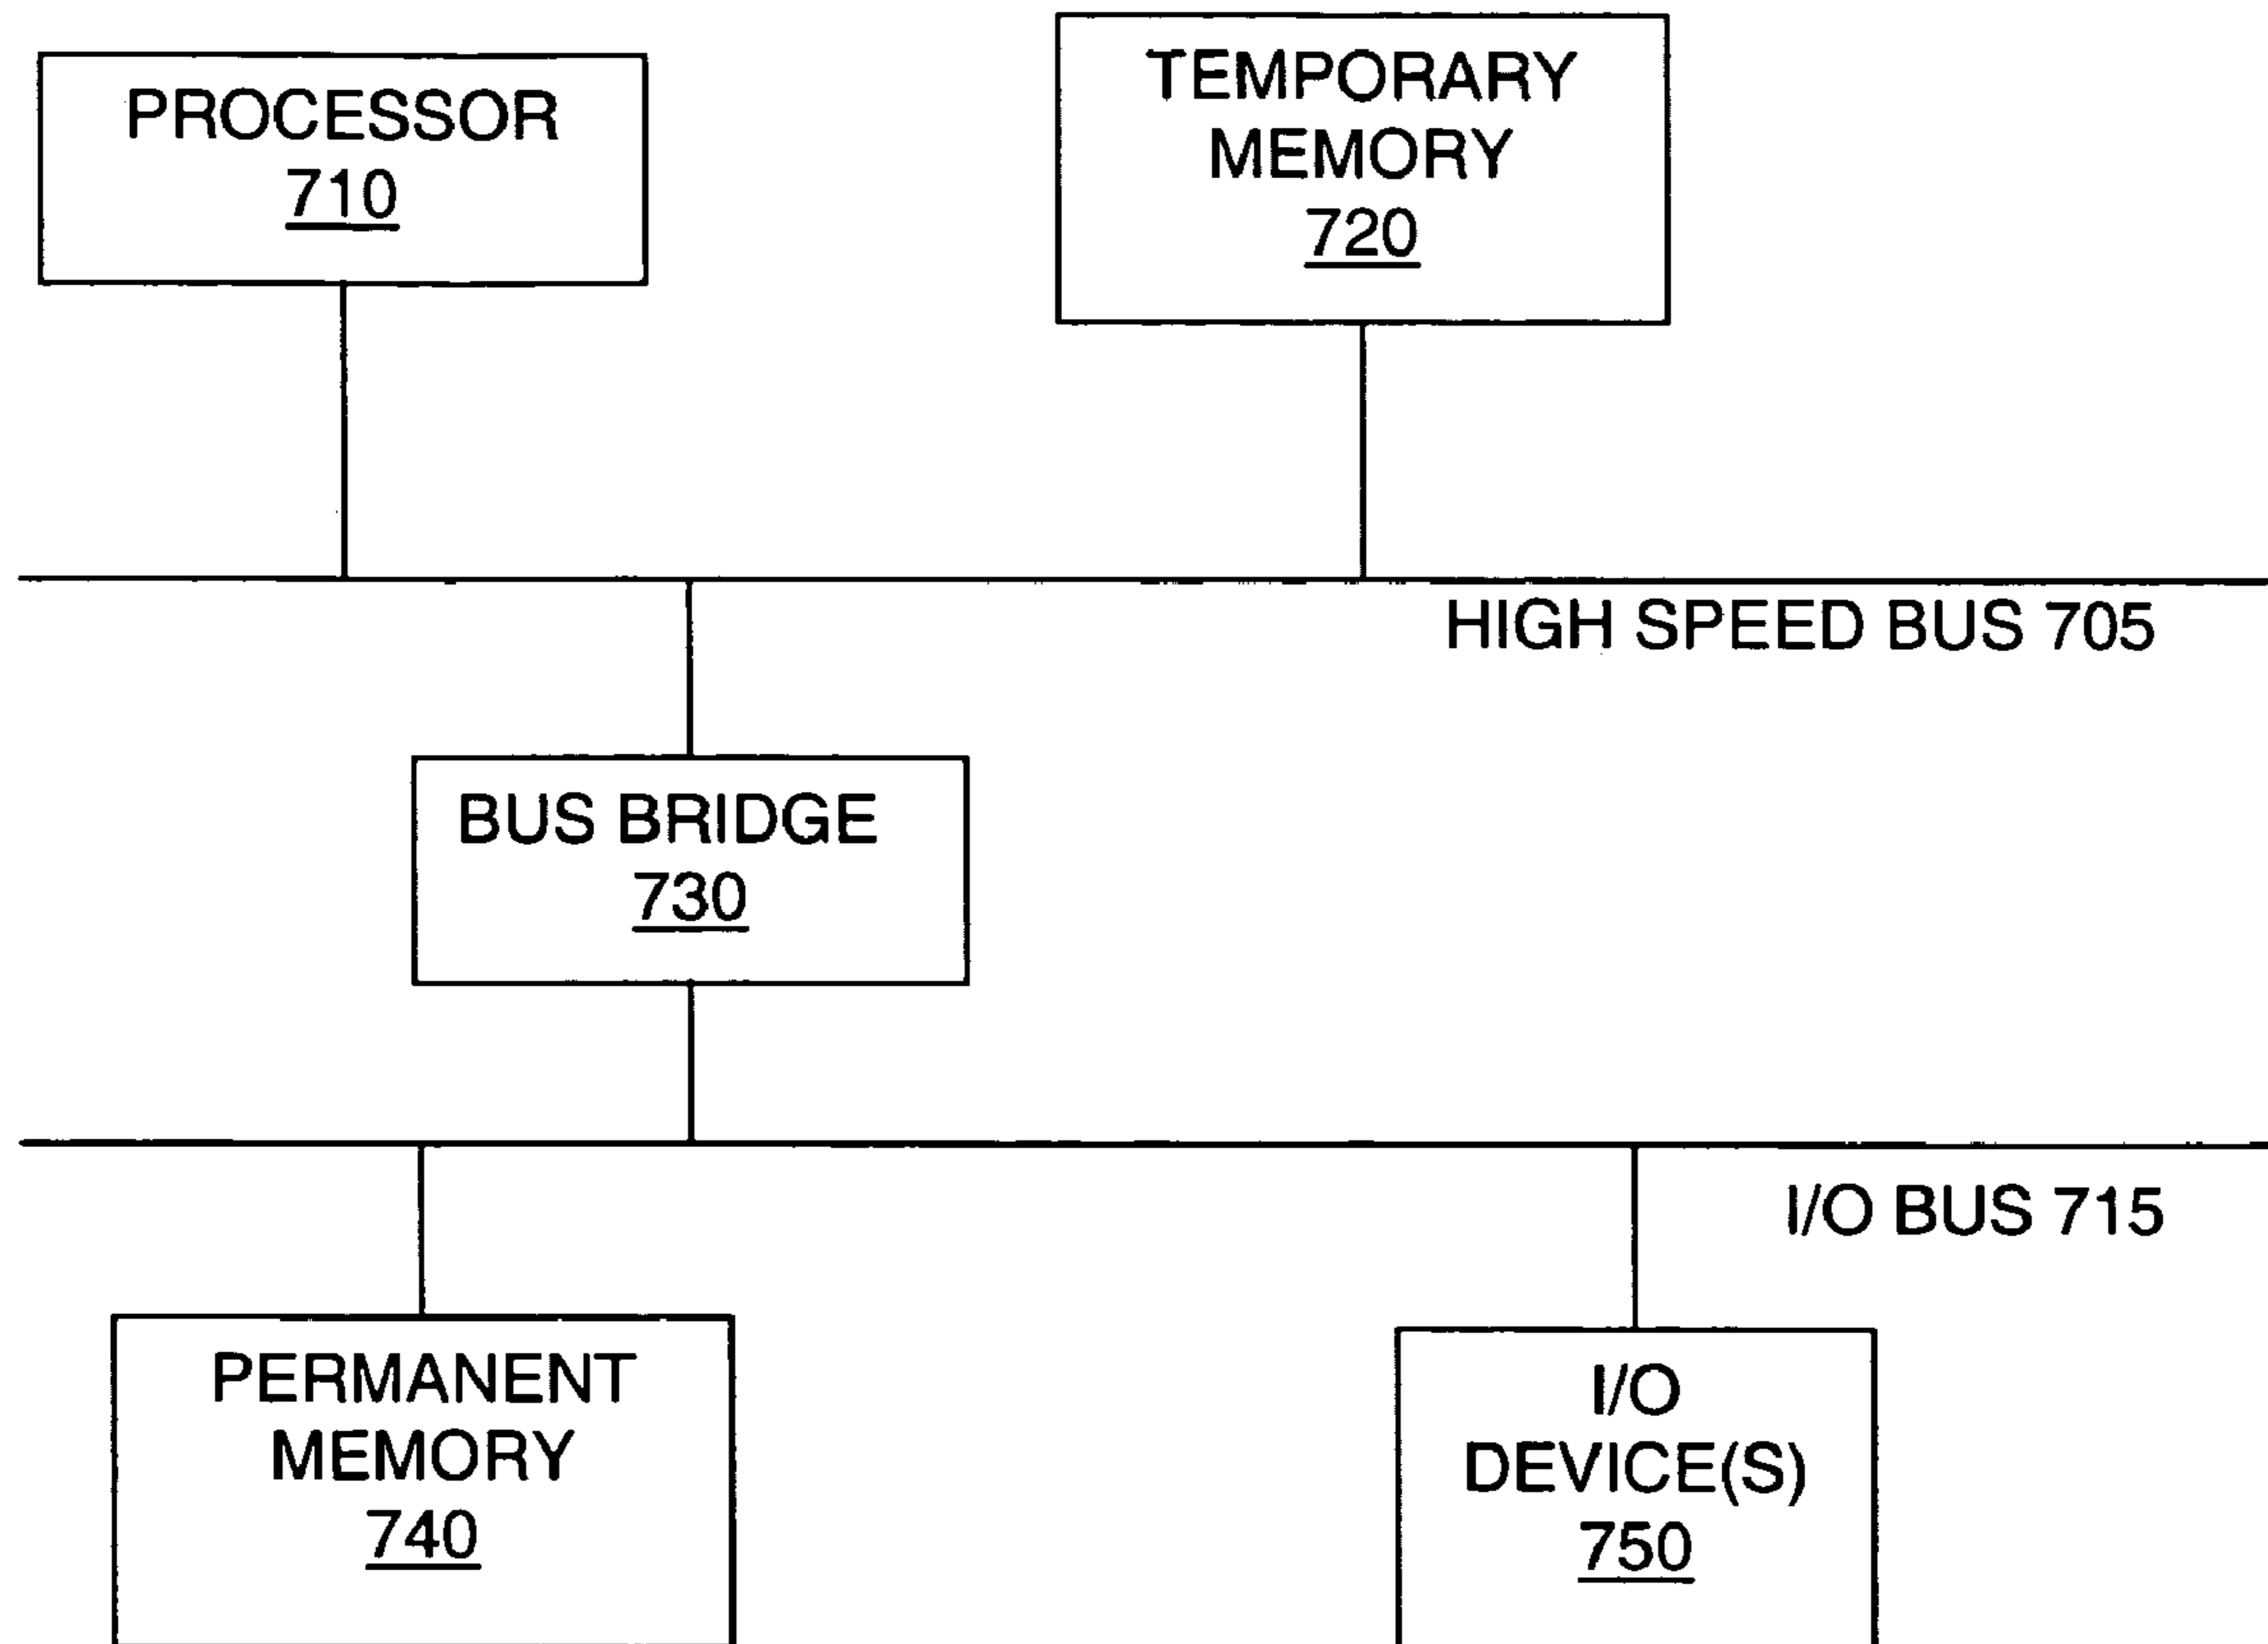 PROCESSOR
710
TEMPORARY
MEMORY
720
HIGH SPEED BUS 705
BUS BRIDGE
730
I/O BUS 715
PERMANENT
MEMORY
740
I/O
DEVICE(S)
750